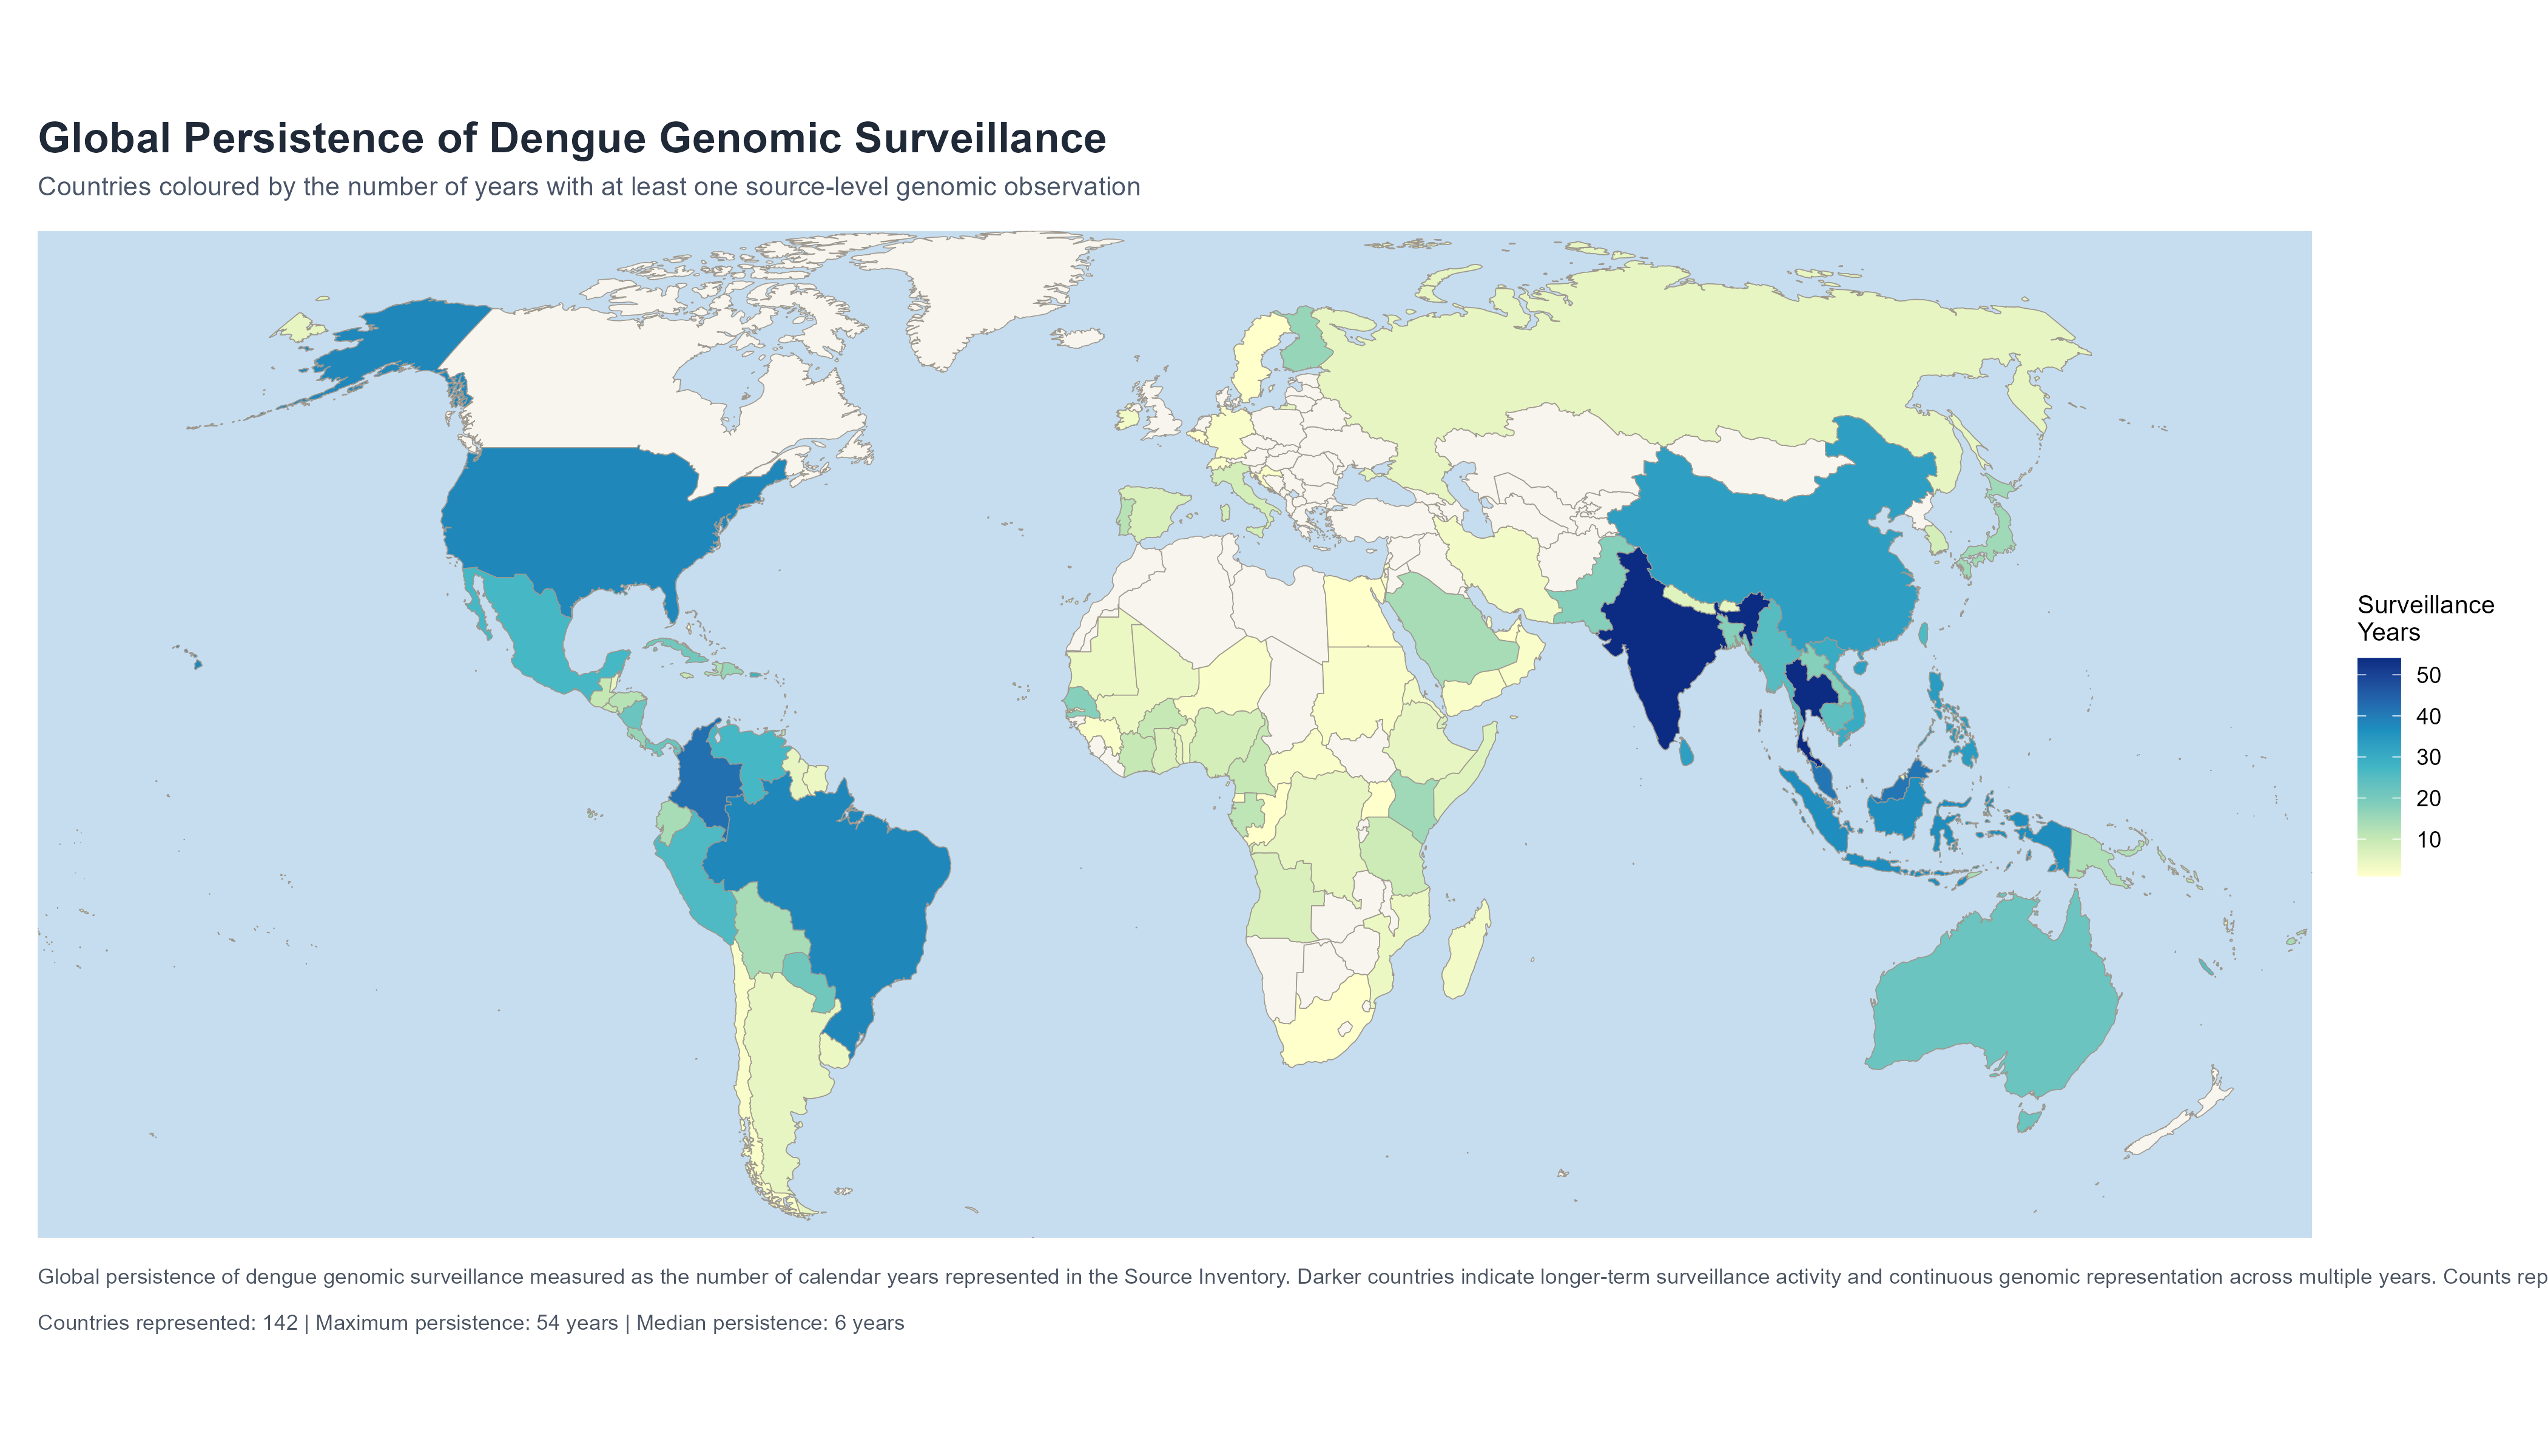 Global Persistence of Dengue Genomic Surveillance
Countries coloured by the number of years with at least one source-level genomic observation
Surveillance
Years
50
40
30
20
10
Global persistence of dengue genomic surveillance measured as the number of calendar years represented in the Source Inventory. Darker countries indicate longer-term surveillance activity and continuous genomic representation across multiple years. Counts rep
Countries represented: 142 | Maximum persistence: 54 years | Median persistence: 6 years